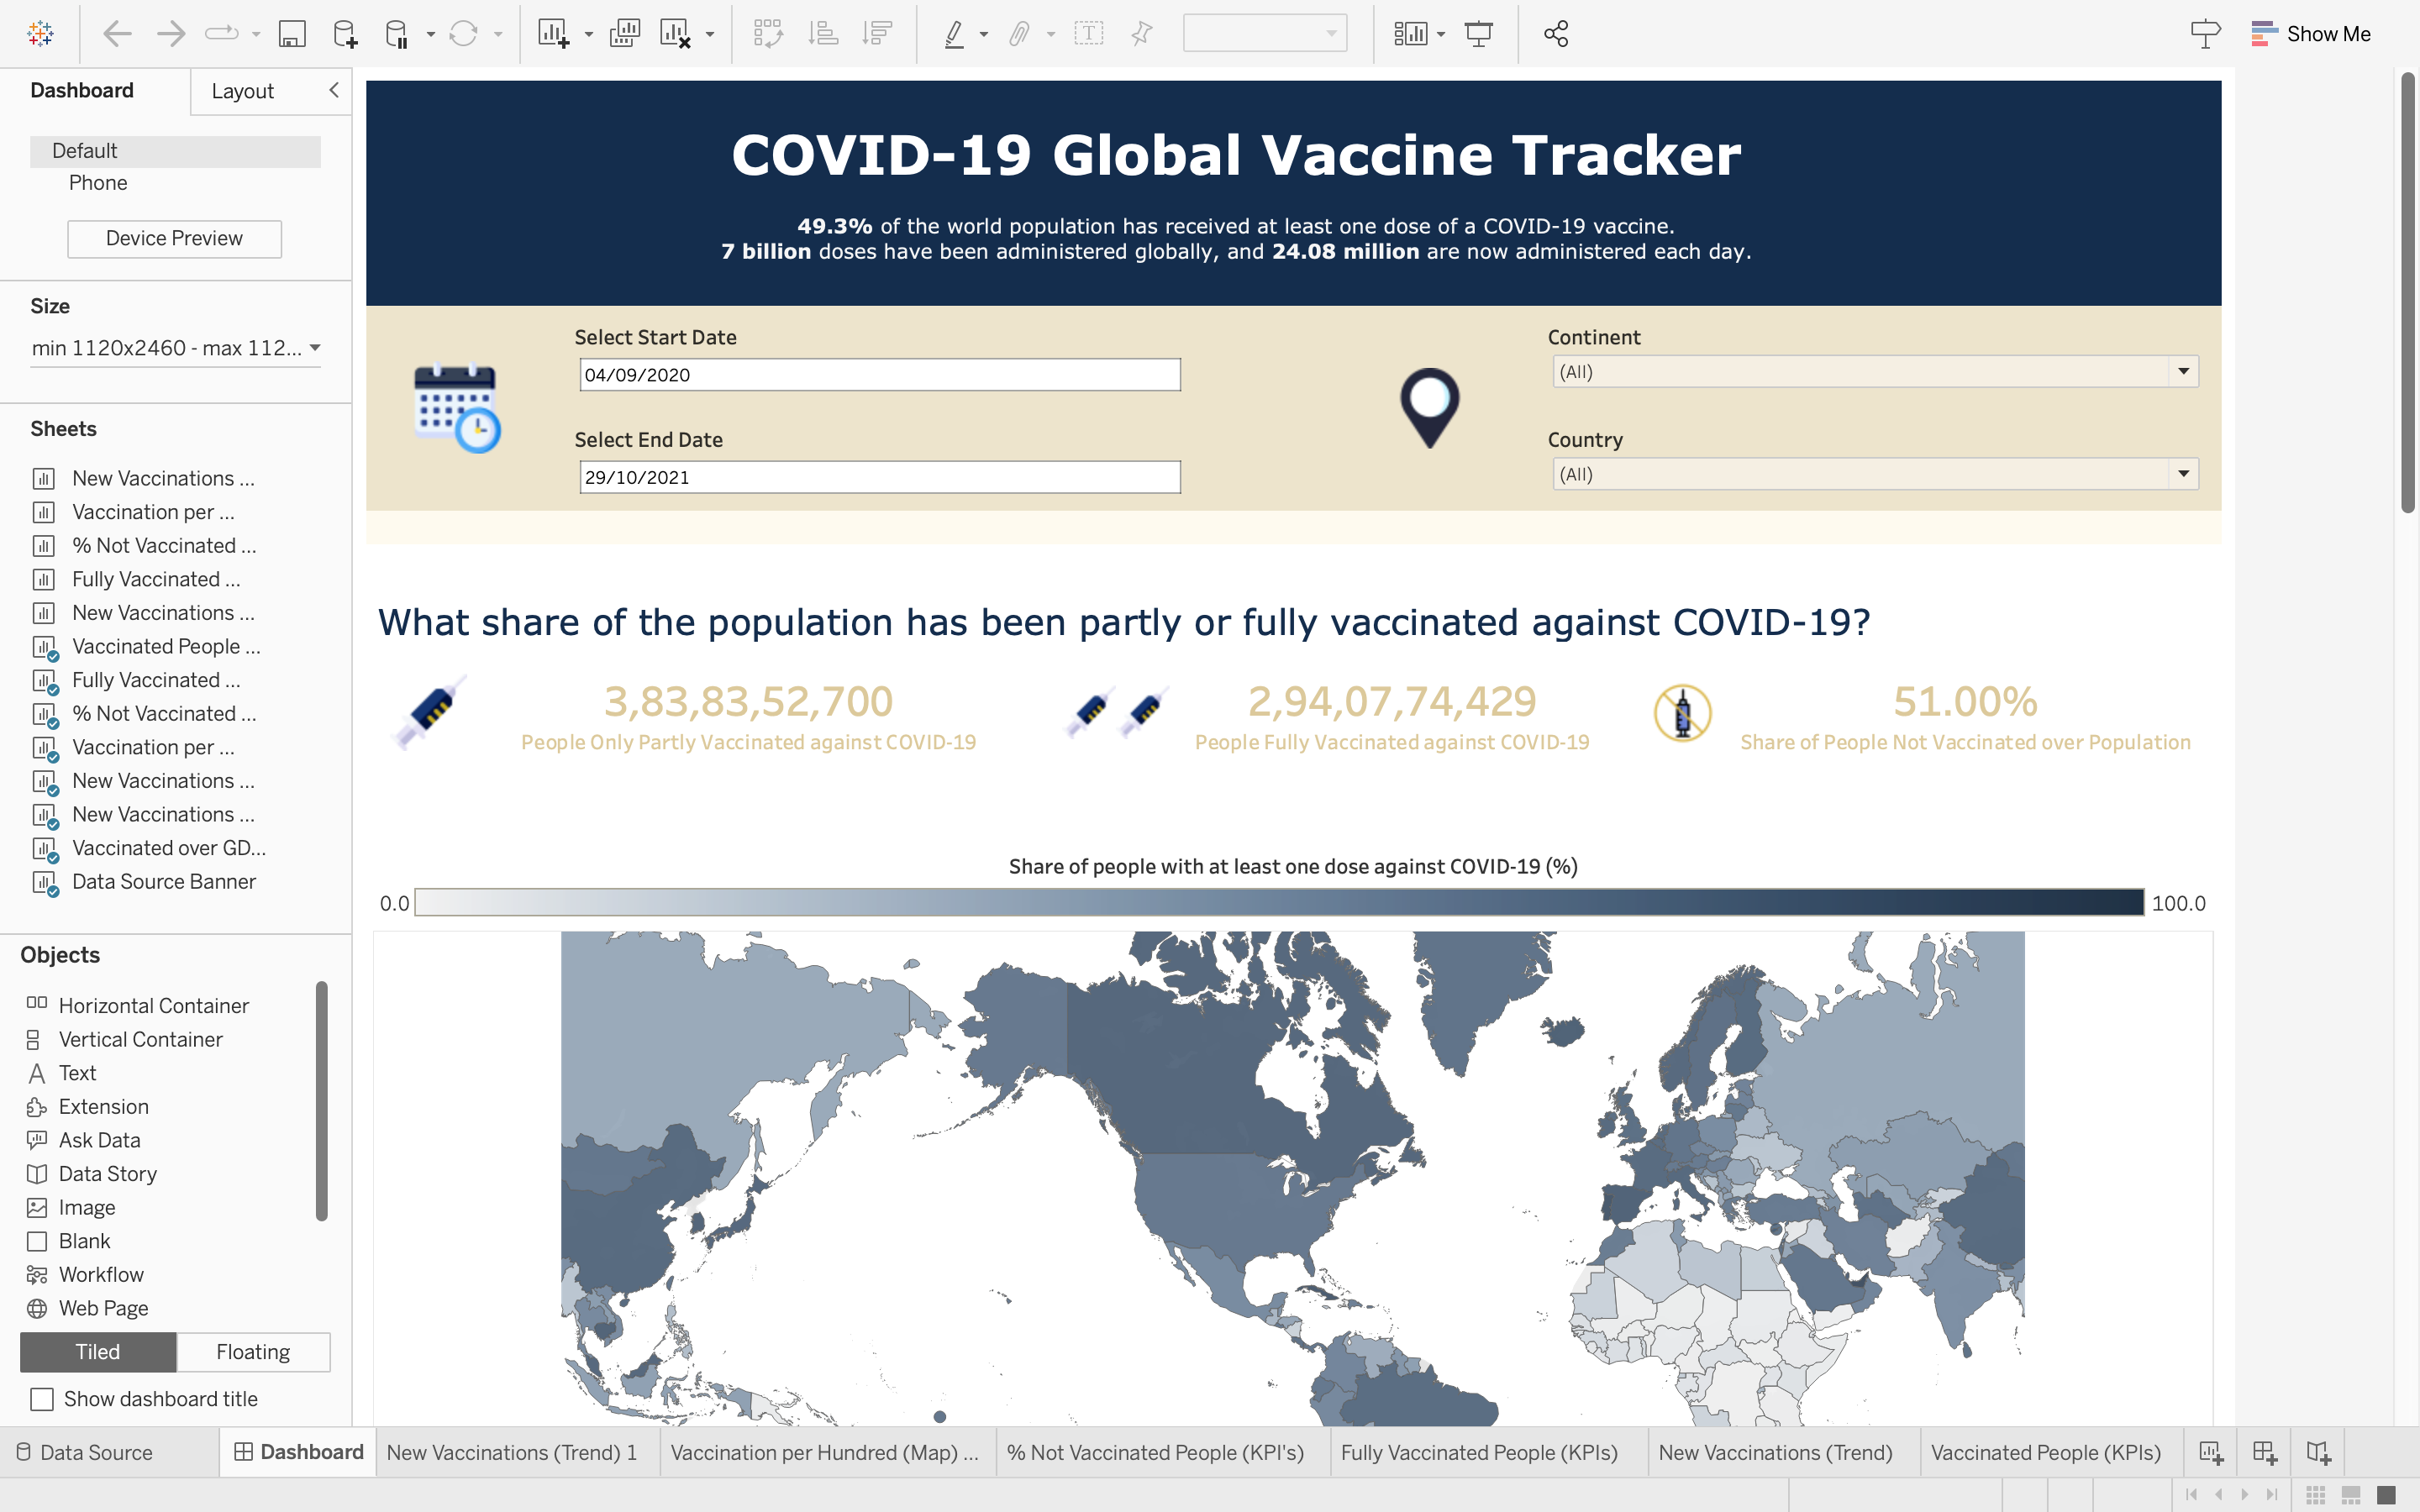 Show Me
Dashboard
Layout
Default
Phone
Device Preview
Size
min 1120x2460 - max 112...
Sheets
New Vaccinations ...
Vaccination per ...
% Not Vaccinated ...
Fully Vaccinated ...
New Vaccinations ...
Vaccinated People ...
Fully Vaccinated ...
% Not Vaccinated ...
Vaccination per ...
New Vaccinations ...
New Vaccinations ...
Vaccinated over GD...
Data Source Banner
Objects
Horizontal Container
Vertical Container
Text
Extension
Ask Data
Data Story
Image
Blank
Workflow
Web Page
Tiled
Floating
Show dashboard title
COVID-19 Global Vaccine Tracker
49.3% of the world population has received at least one dose of a COVID-19 vaccine.
7 billion doses have been administered globally, and 24.08 million are now administered each day.
Select Start Date
04/09/2020
Select End Date
29/10/2021
Continent
(All)
Country
(All)
What share of the population has been partly or fully vaccinated against COVID-19?
3,83,83,52,700
People Only Partly Vaccinated against COVID-19
2,94,07,74,429
People Fully Vaccinated against COVID-19
51.00%
Share of People Not Vaccinated over Population
Share of people with at least one dose against COVID-19 (%)
0.0
100.0
Data Source
Dashboard
New Vaccinations (Trend) 1
Vaccination per Hundred (Map) ...
% Not Vaccinated People (KPI's)
Fully Vaccinated People (KPIs)
New Vaccinations (Trend)
Vaccinated People (KPIs)